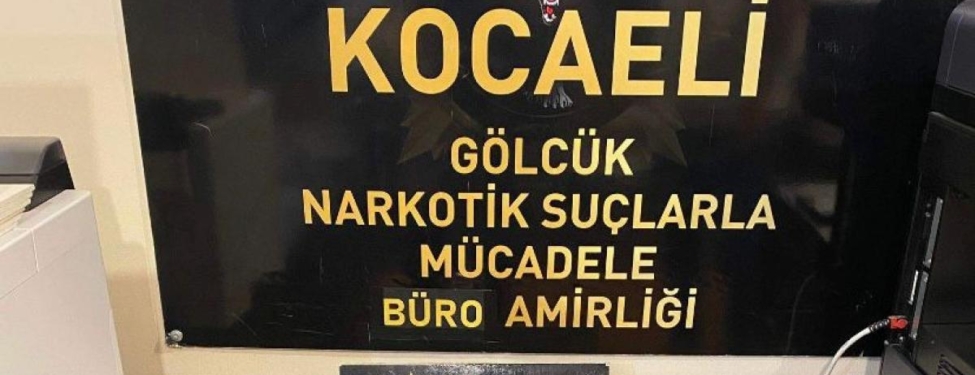 KOCAELİ
GÖLCÜK
NARKOTİK SUÇLARLA
MÜCADELE
BÜRO AMİRLİĞİ